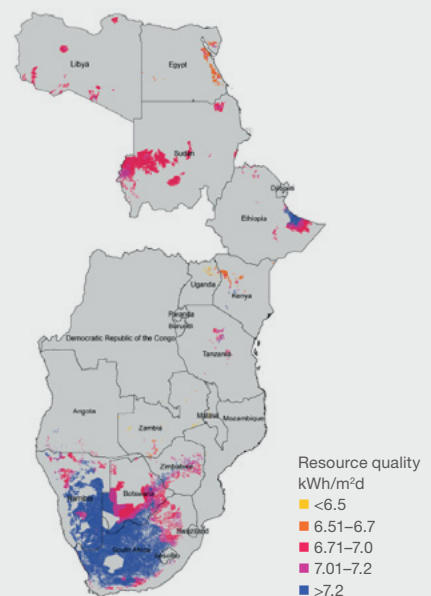 Libya
Egypt
Sudan
Djibouti
Ethiopia
Uganda
Kenya
Rwanda
Burundi
Democratic Republic of the Congo
Tanzania
Angola
Zambia
Malawi
Mozambique
Zimbabwe
Namibia
Botswana
Swaziland
South Africa
Lesotho
Resource quality
kWh/m²d
<6.5
6.51–6.7
6.71–7.0
7.01–7.2
>7.2